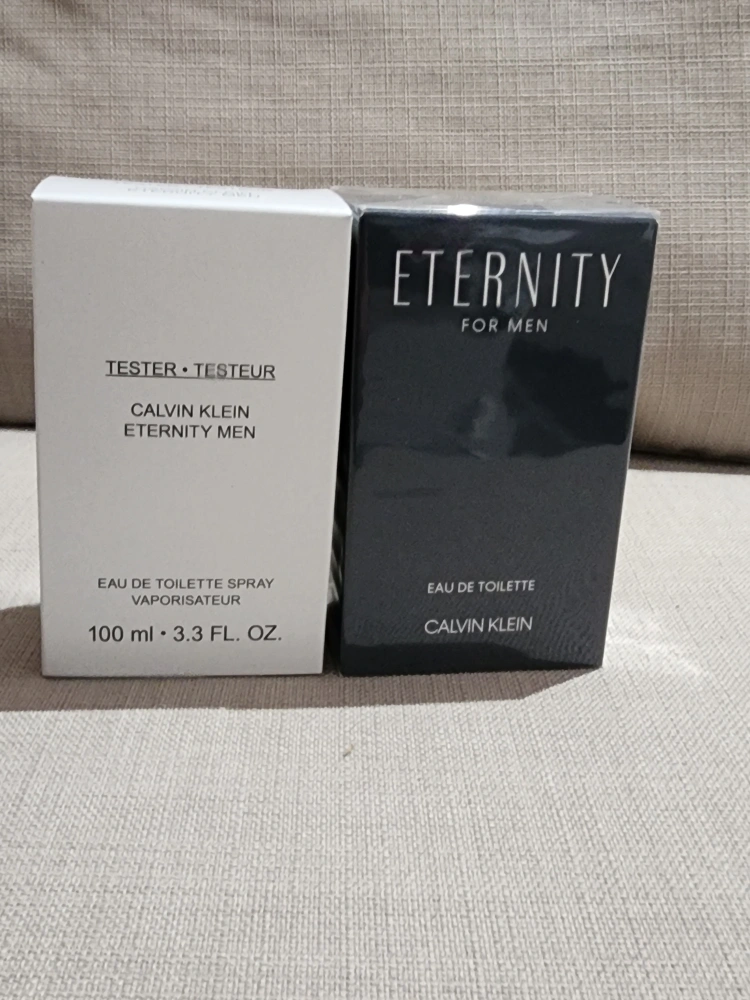 TESTER • TESTEUR
CALVIN KLEIN
ETERNITY MEN
EAU DE TOILETTE SPRAY
VAPORISATEUR
100 ml • 3.3 FL. OZ.
ETERNITY
FOR MEN
EAU DE TOILETTE
CALVIN KLEIN